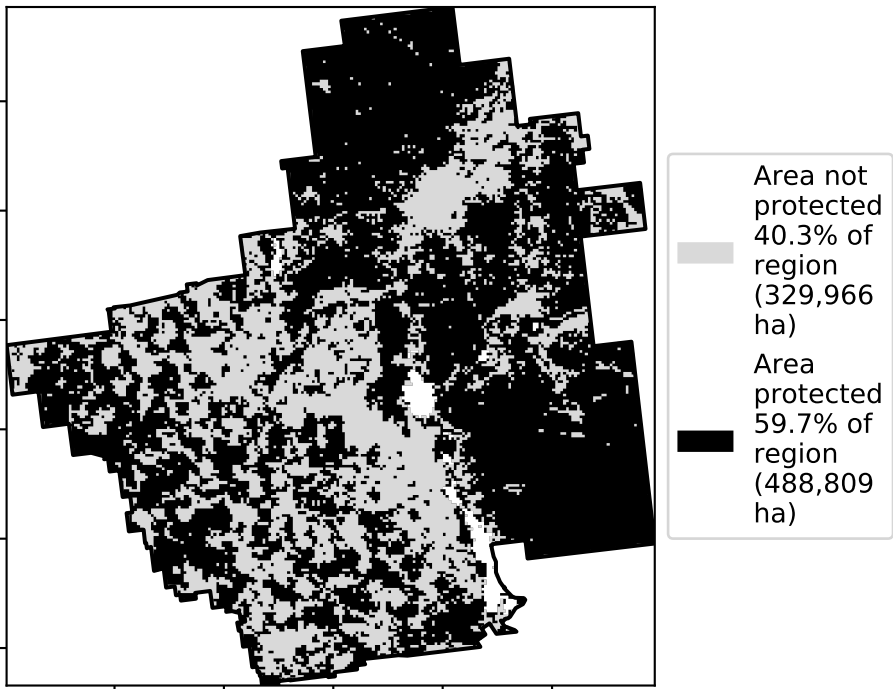 Area not
protected
40.3% of
region
(329,966
ha)
Area
protected
59.7% of
region
(488,809
ha)